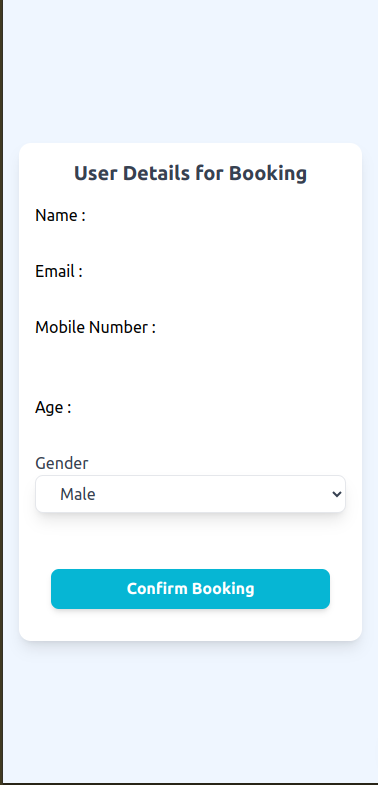 User Details for Booking
Name :
Email :
Mobile Number :
Age :
Gender
Male
Confirm Booking